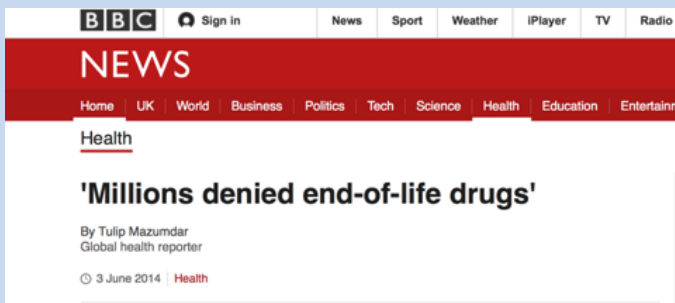 BBC Sign in News Sport Weather iPlayer TV Radio
NEWS
Home UK World Business Politics Tech Science Health Education
Health
'Millions denied end-of-life drugs'
By Tulip Mazumdar
Global health reporter
3 June 2014 Health